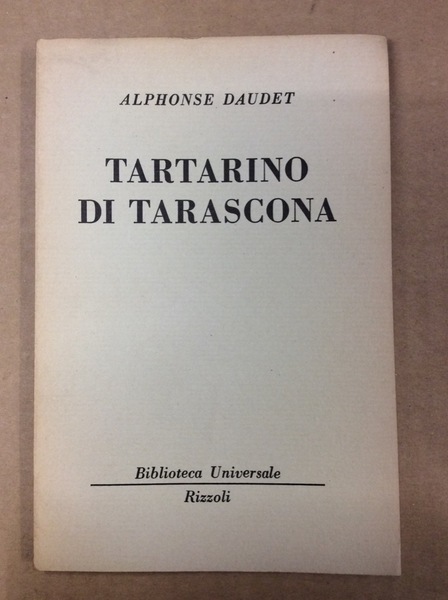 ALPHONSE DAUDET
TARTARINO
DI TARASCONA
Biblioteca Universale
Rizzoli